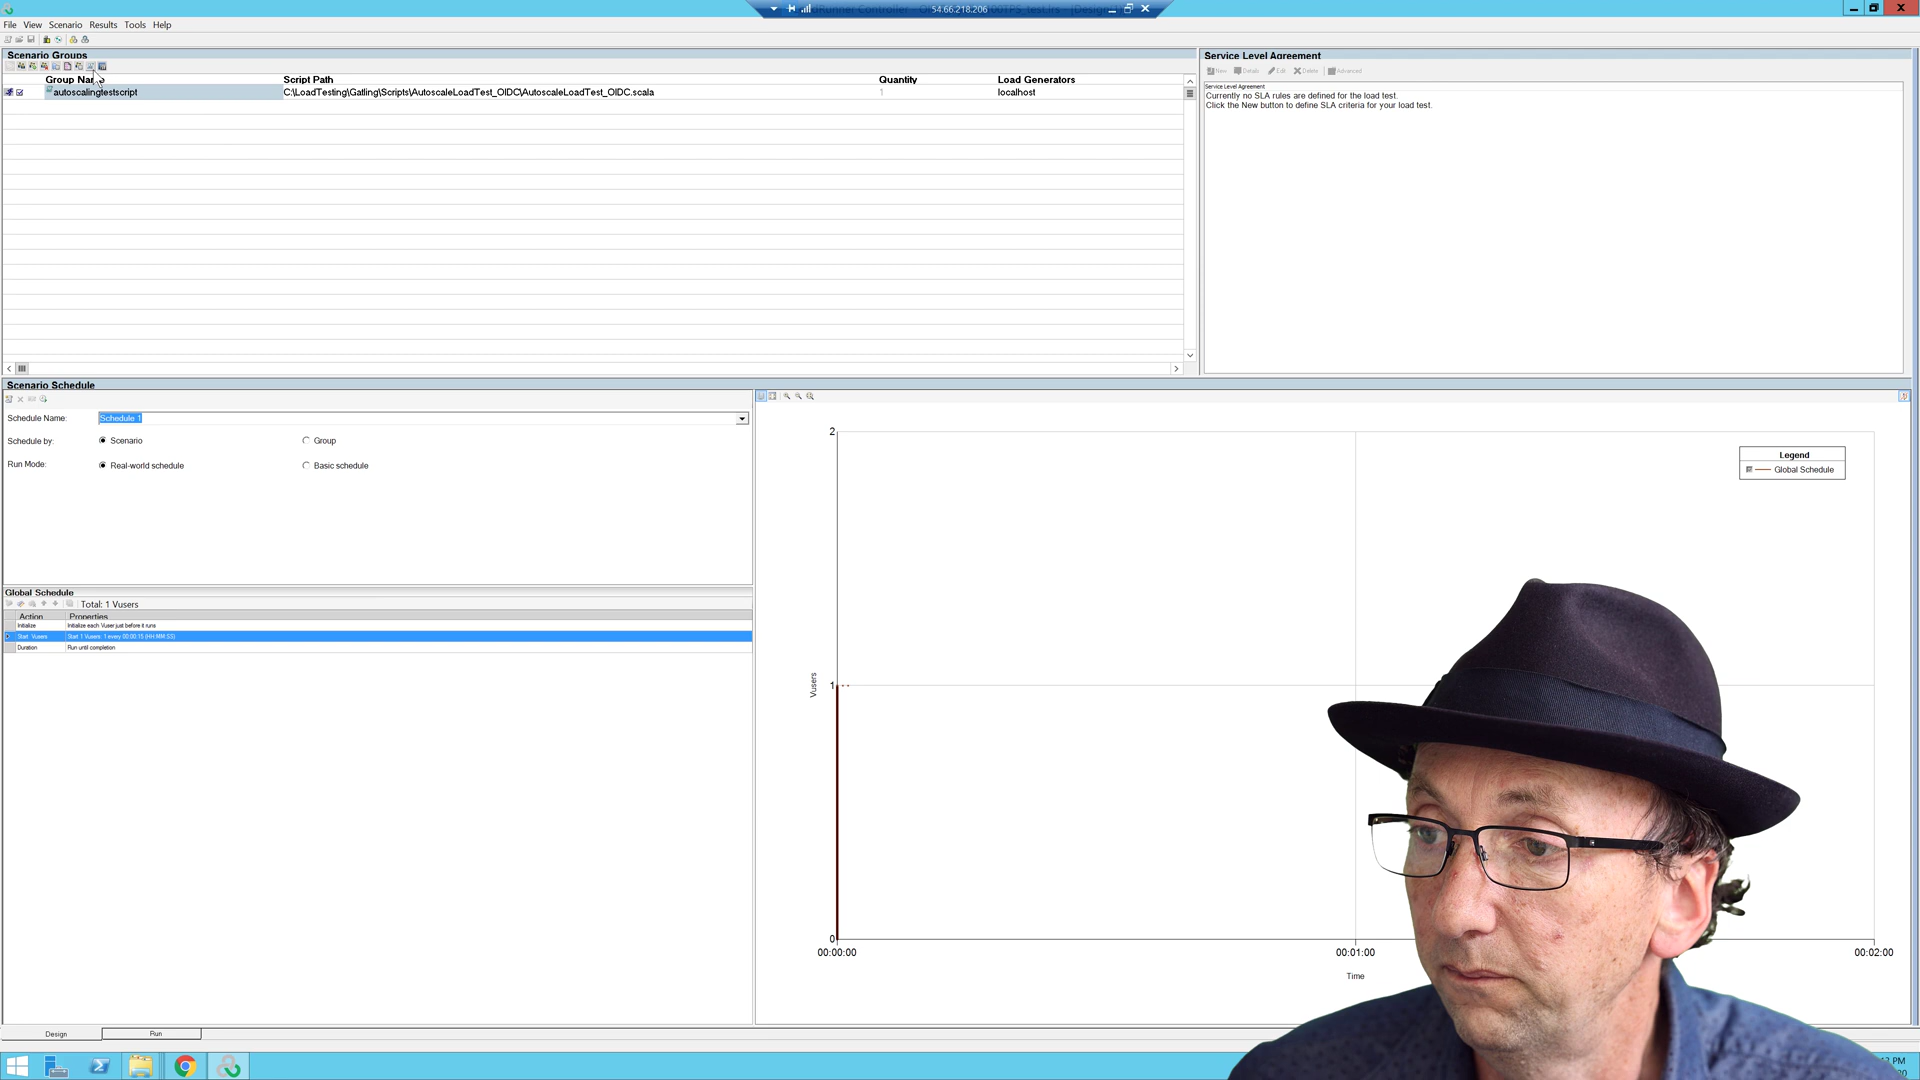 54.66.218.206
File View Scenario Results Tools Help
Scenario Groups
Group Name Script Path Quantity Load Generators
autoscalingtestscript C:\LoadTesting\Gatling\Scripts\AutoscaleLoadTest_OIDC\AutoscaleLoadTest_OIDC.scala 1 localhost
Service Level Agreement
New Details Edit Delete Advanced
Service Level Agreement
Currently no SLA rules are defined for the load test.
Click the New button to define SLA criteria for your load test.
Scenario Schedule
Schedule Name: Schedule 1
Schedule by: Scenario Group
Run Mode: Real-world schedule Basic schedule
Global Schedule
Total: 1 Vusers
Action Properties
Initialize Initialize each Vuser just before it runs
Start Vusers Start 1 Vusers: 1 every 00:00:15 (HH:MM:SS)
Duration Run until completion
2
1
0
Vusers
00:00:00 00:01:00 00:02:00
Time
Legend
Global Schedule
Design Run
PM